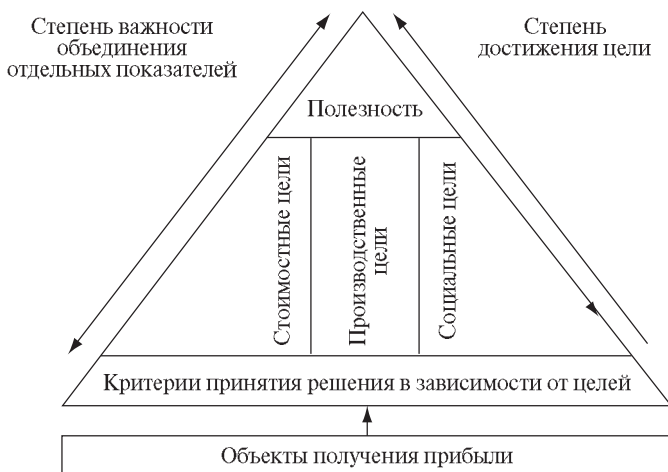 Степень важности
объединения
отдельных показателей
Степень
достижения цели
Полезность
Стоимостные цели
Производственные
цели
Социальные цели
Критерии принятия решения в зависимости от целей
Объекты получения прибыли